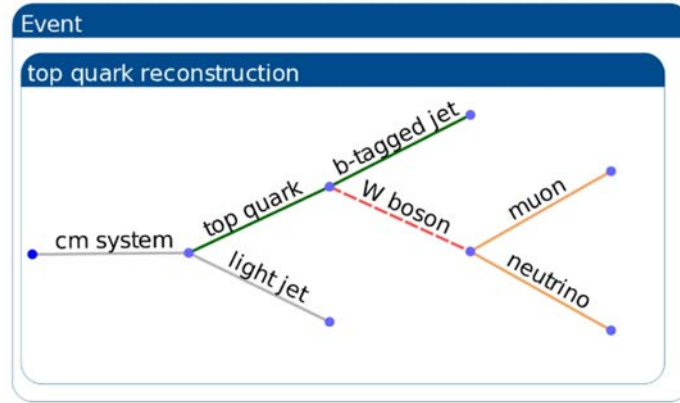 Event
top quark reconstruction
cm system
top quark
light jet
b-tagged jet
W boson
muon
neutrino